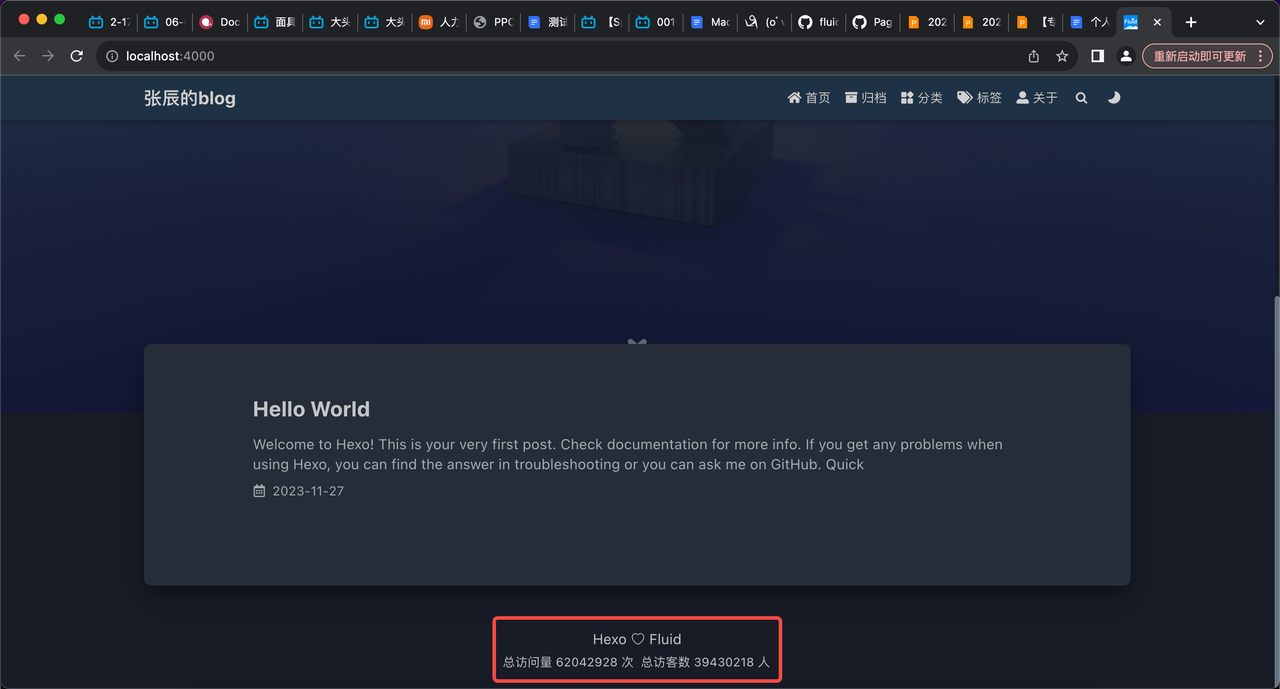 2-17
06-
Doc
面具
大头
大头
人力
PPC
测试
【S
001
Mac
(o´
fluid
Pag
202
202
【专
个人
localhost:4000
重新启动即可更新
张辰的blog
首页 归档 分类 标签 关于
Hello World
Welcome to Hexo! This is your very first post. Check documentation for more info. If you get any problems when
using Hexo, you can find the answer in troubleshooting or you can ask me on GitHub. Quick
2023-11-27
Hexo ♡ Fluid
总访问量 62042928 次 总访客数 39430218 人